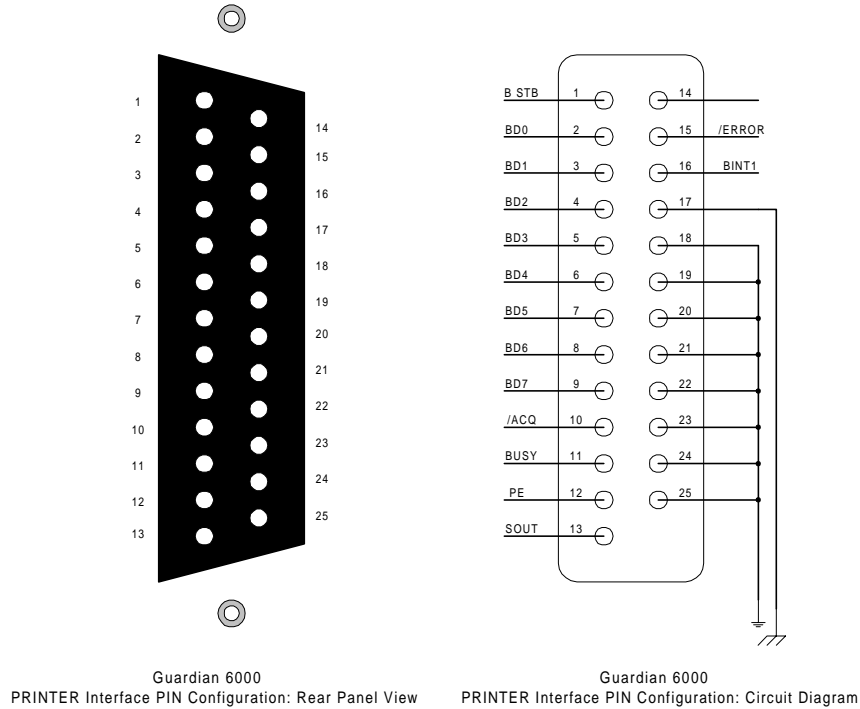 1
2
3
4
5
6
7
8
9
10
11
12
13
14
15
16
17
18
19
20
21
22
23
24
25
B STB 1
BD0 2
BD1 3
BD2 4
BD3 5
BD4 6
BD5 7
BD6 8
BD7 9
/ACQ 10
BUSY 11
PE 12
SOUT 13
14
15 /ERROR
16 BINT1
17
18
19
20
21
22
23
24
25
Guardian 6000
PRINTER Interface PIN Configuration: Rear Panel View
Guardian 6000
PRINTER Interface PIN Configuration: Circuit Diagram